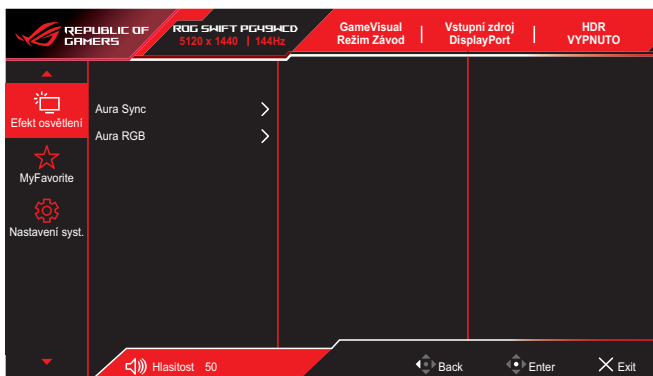 REPUBLIC OF
GAMERS
ROG SWIFT PG49WCD
5120 x 1440 | 144Hz
GameVisual
Režim Závod
Vstupní zdroj
DisplayPort
HDR
VYPNUTO
Efekt osvětlení
MyFavorite
Nastavení syst.
Aura Sync
Aura RGB
Hlasitost 50
Back
Enter
Exit